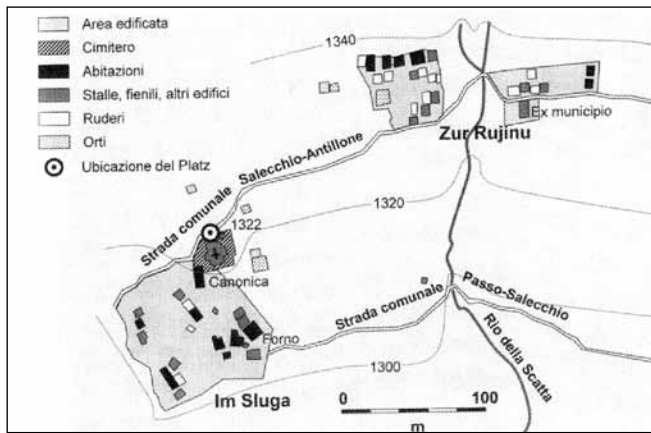 Area edificata
Cimitero
Abitazioni
Stalle, fienili, altri edifici
Ruderi
Orti
Ubicazione del Platz
1340
Zur Rujinu
Ex municipio
Strada comunale Salecchio-Antillone
1322
1320
Canonica
Strada comunale Passo-Salecchio
Forno
Rio della Scatta
1300
Im Sluga
0 100
m